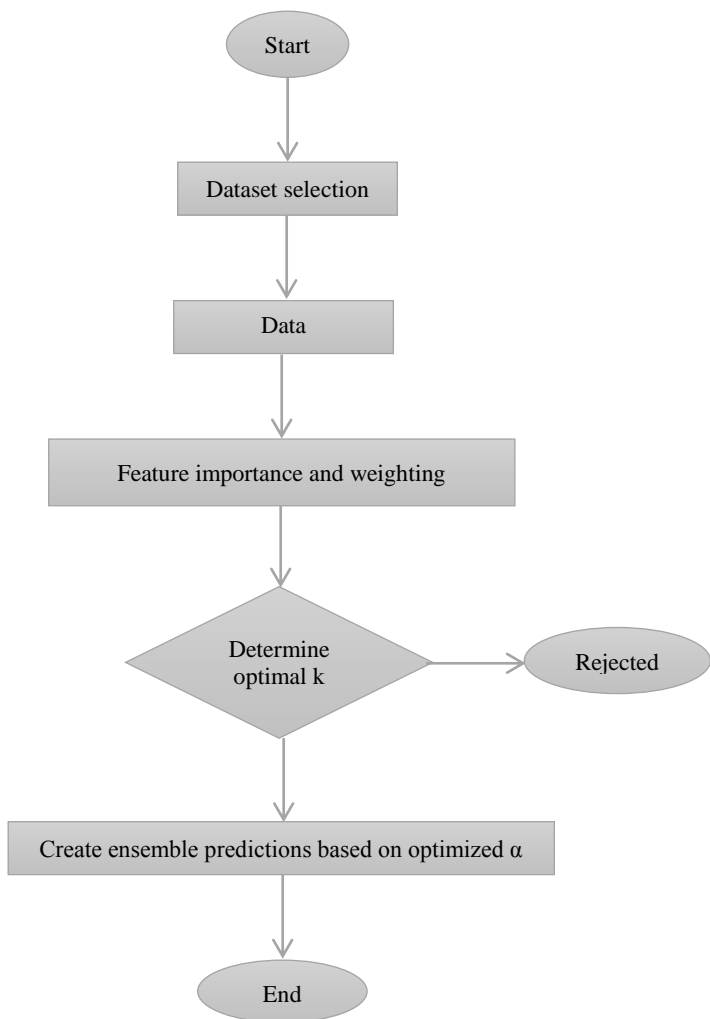 Start
Dataset selection
Data
Feature importance and weighting
Determine
optimal k
Rejected
Create ensemble predictions based on optimized α
End